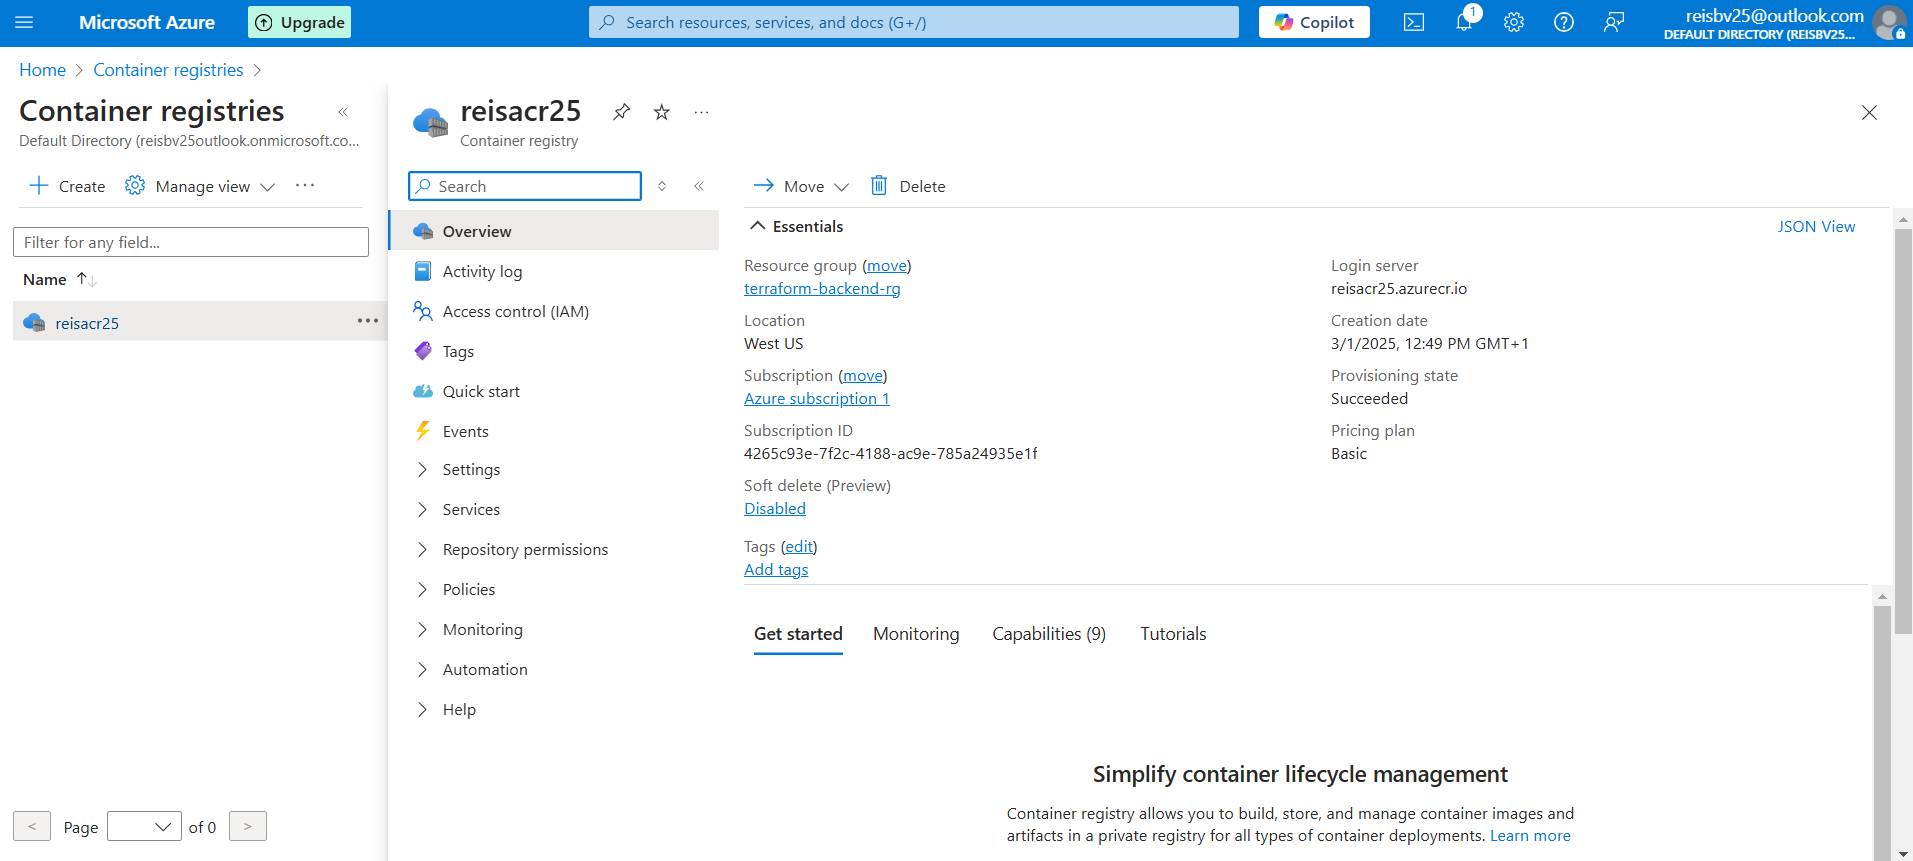 Microsoft Azure
Upgrade
Search resources, services, and docs (G+/)
Copilot
1
reisbv25@outlook.com
DEFAULT DIRECTORY (REISBV25...
Home
Container registries
Container registries
Default Directory (reisbv25outlook.onmicrosoft.co...
Create
Manage view
Filter for any field...
Name
reisacr25
Page
of 0
reisacr25
Container registry
Search
Overview
Activity log
Access control (IAM)
Tags
Quick start
Events
Settings
Services
Repository permissions
Policies
Monitoring
Automation
Help
Move
Delete
Essentials
JSON View
Resource group (move)
terraform-backend-rg
Location
West US
Subscription (move)
Azure subscription 1
Subscription ID
4265c93e-7f2c-4188-ac9e-785a24935e1f
Soft delete (Preview)
Disabled
Tags (edit)
Add tags
Login server
reisacr25.azurecr.io
Creation date
3/1/2025, 12:49 PM GMT+1
Provisioning state
Succeeded
Pricing plan
Basic
Get started
Monitoring
Capabilities (9)
Tutorials
Simplify container lifecycle management
Container registry allows you to build, store, and manage container images and
artifacts in a private registry for all types of container deployments. Learn more